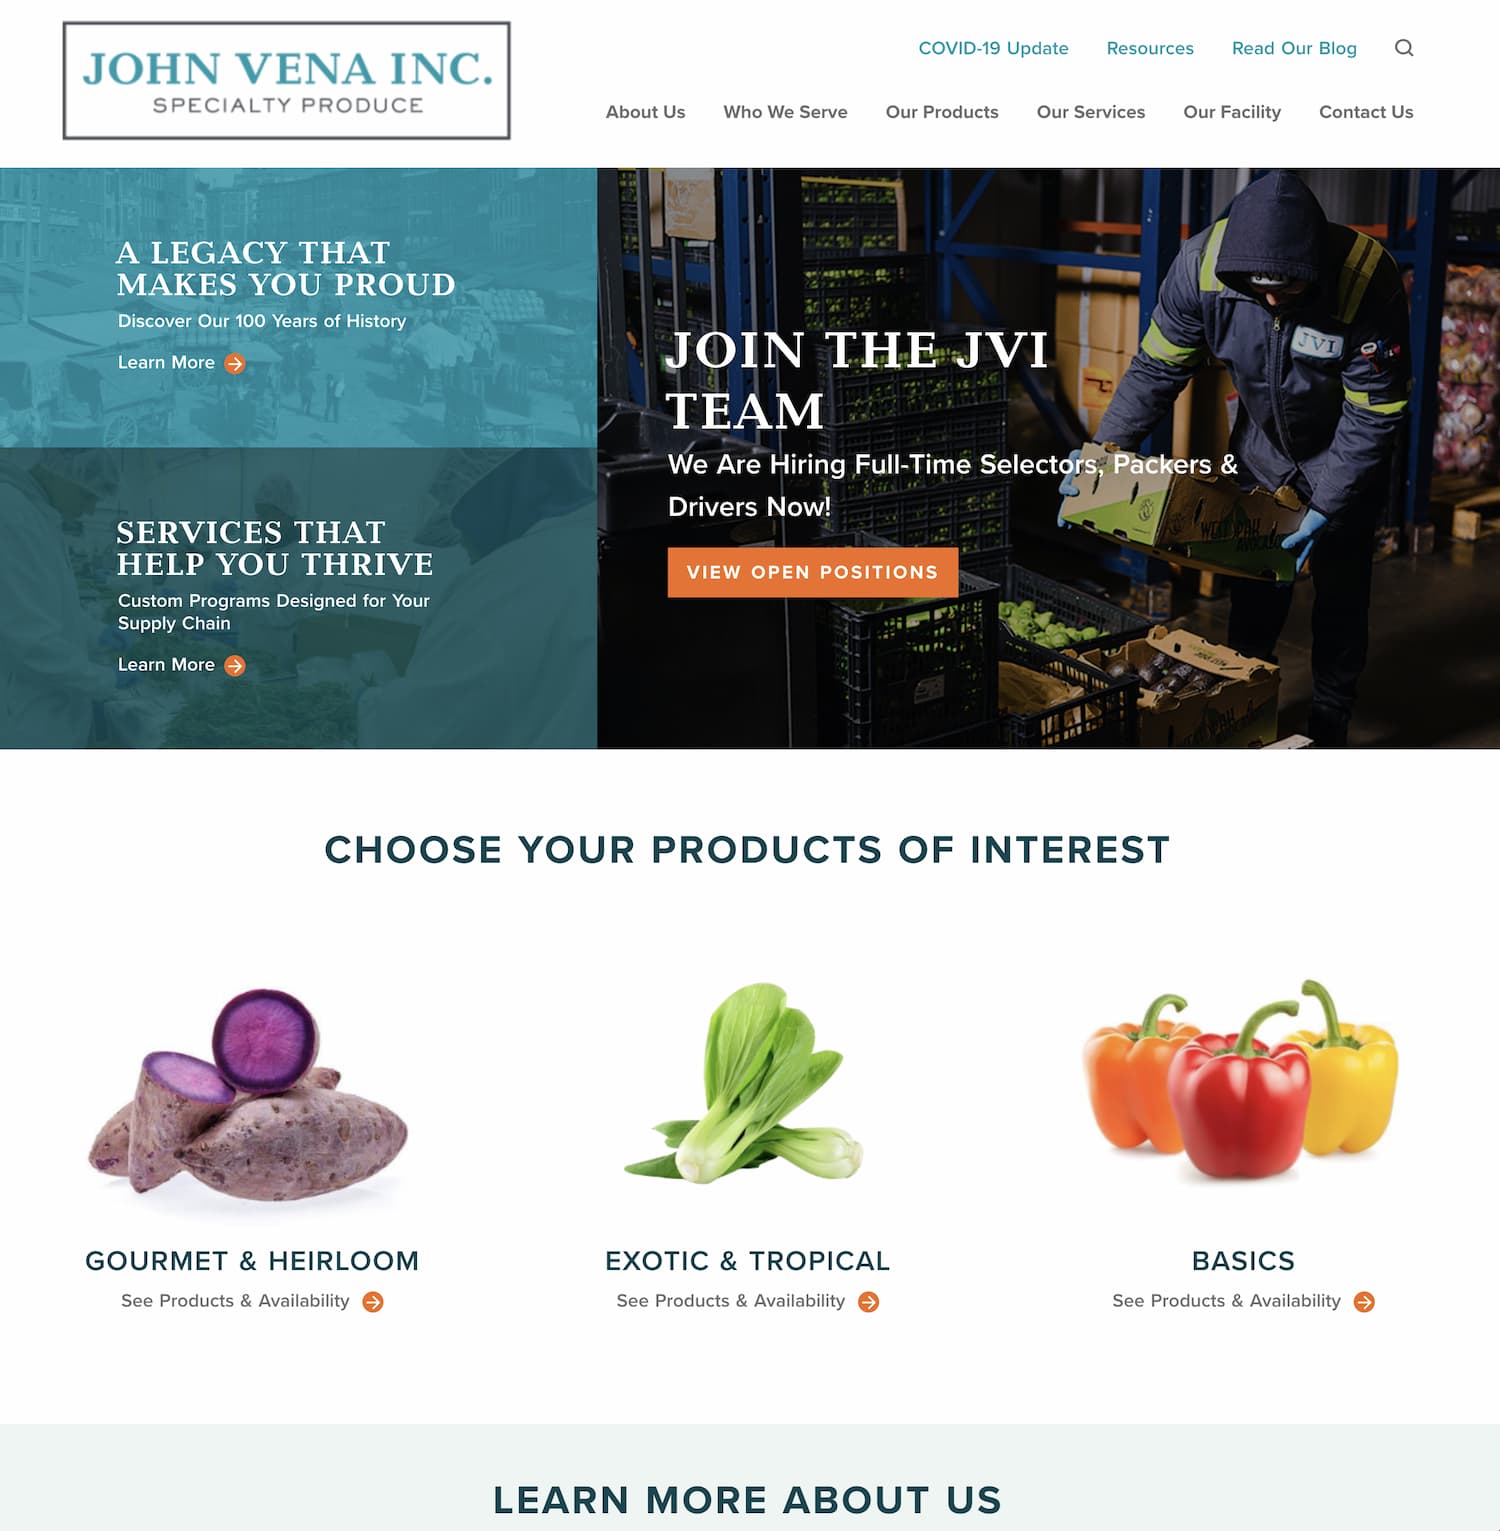 JOHN VENA INC.
SPECIALTY PRODUCE
COVID-19 Update
Resources
Read Our Blog
About Us
Who We Serve
Our Products
Our Services
Our Facility
Contact Us
A LEGACY THAT
MAKES YOU PROUD
Discover Our 100 Years of History
Learn More
SERVICES THAT
HELP YOU THRIVE
Custom Programs Designed for Your
Supply Chain
Learn More
JOIN THE JVI
TEAM
We Are Hiring Full-Time Selectors, Packers &
Drivers Now!
VIEW OPEN POSITIONS
JVI
JVI
CHOOSE YOUR PRODUCTS OF INTEREST
GOURMET & HEIRLOOM
See Products & Availability
EXOTIC & TROPICAL
See Products & Availability
BASICS
See Products & Availability
LEARN MORE ABOUT US